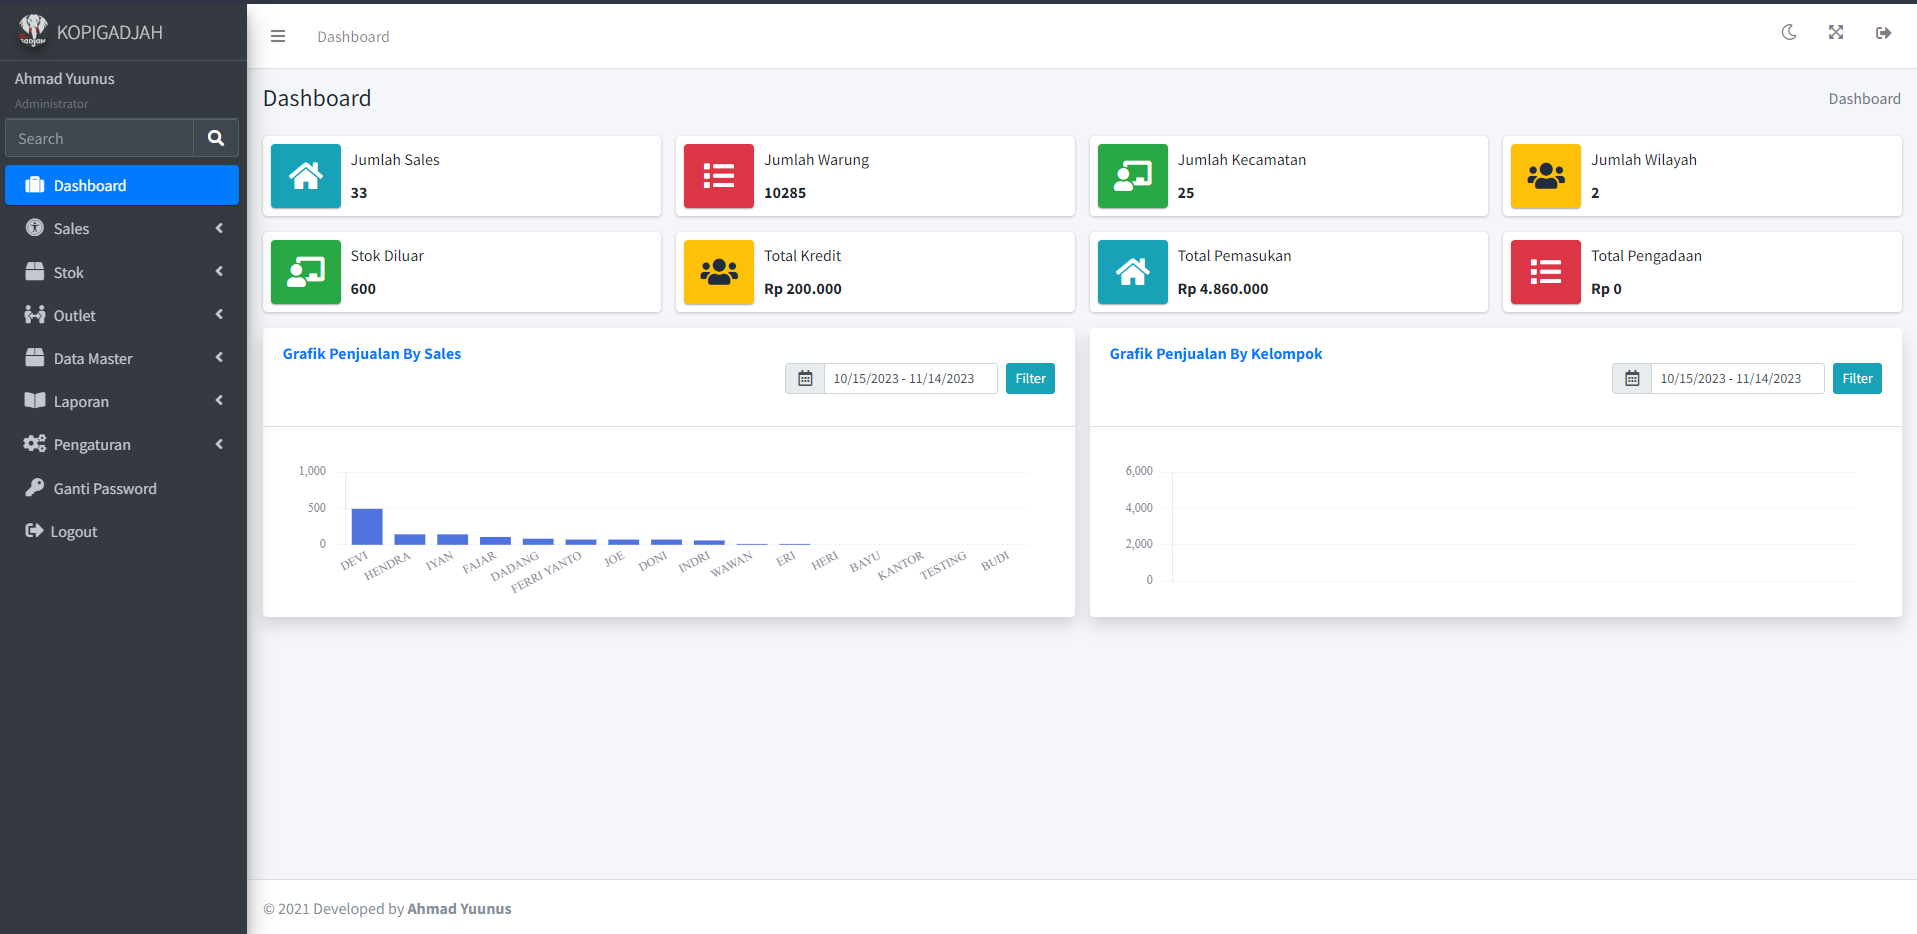 KOPIGADJAH
Ahmad Yuunus
Administrator
Search
Dashboard
Sales
Stok
Outlet
Data Master
Laporan
Pengaturan
Ganti Password
Logout
Dashboard
Dashboard
Dashboard
Jumlah Sales
33
Jumlah Warung
10285
Jumlah Kecamatan
25
Jumlah Wilayah
2
Stok Diluar
600
Total Kredit
Rp 200.000
Total Pemasukan
Rp 4.860.000
Total Pengadaan
Rp 0
Grafik Penjualan By Sales
10/15/2023 - 11/14/2023
Filter
1,000
500
0
DEVI
HENDRA
IYAN
FAJAR
DADANG
FERRI YANTO
JOE
DONI
INDRI
WAWAN
ERI
HERI
BAYU
KANTOR
TESTING
BUDI
Grafik Penjualan By Kelompok
10/15/2023 - 11/14/2023
Filter
6,000
4,000
2,000
0
© 2021 Developed by Ahmad Yuunus